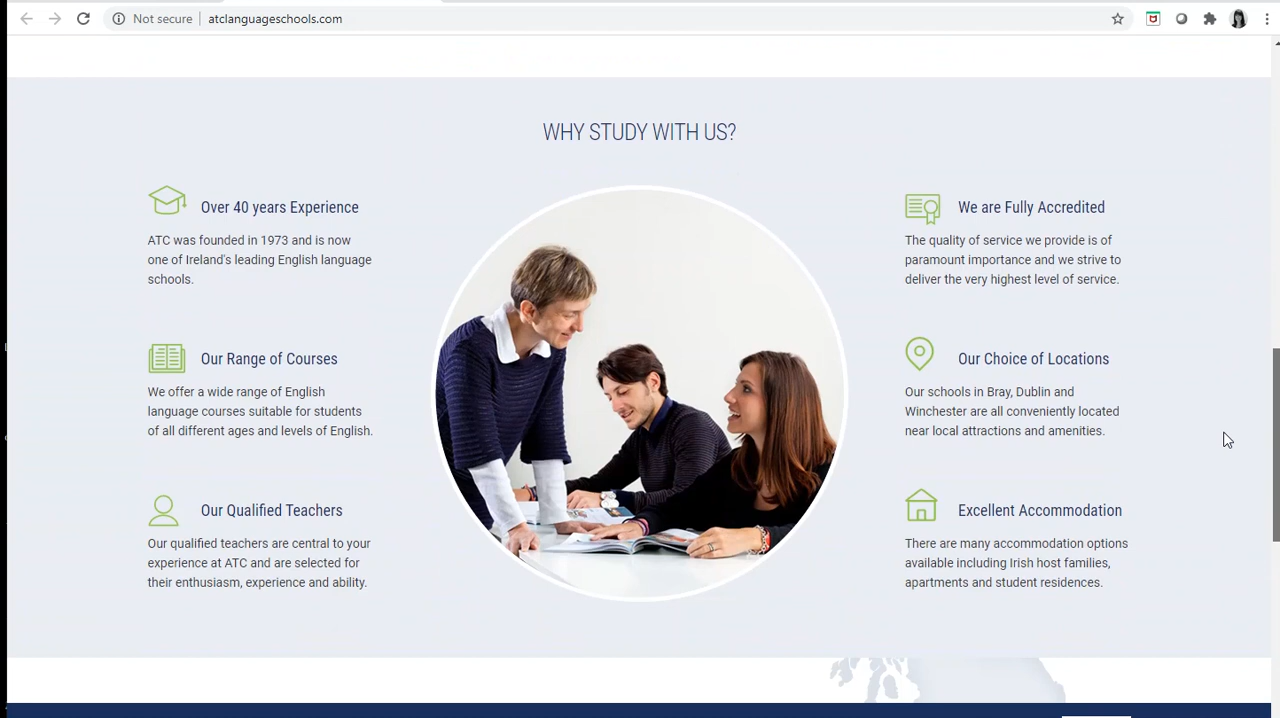 Not secure
atclanguageschools.com
WHY STUDY WITH US?
Over 40 years Experience
ATC was founded in 1973 and is now
one of Ireland's leading English language
schools.
Our Range of Courses
We offer a wide range of English
language courses suitable for students
of all different ages and levels of English.
Our Qualified Teachers
Our qualified teachers are central to your
experience at ATC and are selected for
their enthusiasm, experience and ability.
We are Fully Accredited
The quality of service we provide is of
paramount importance and we strive to
deliver the very highest level of service.
Our Choice of Locations
Our schools in Bray, Dublin and
Winchester are all conveniently located
near local attractions and amenities.
Excellent Accommodation
There are many accommodation options
available including Irish host families,
apartments and student residences.